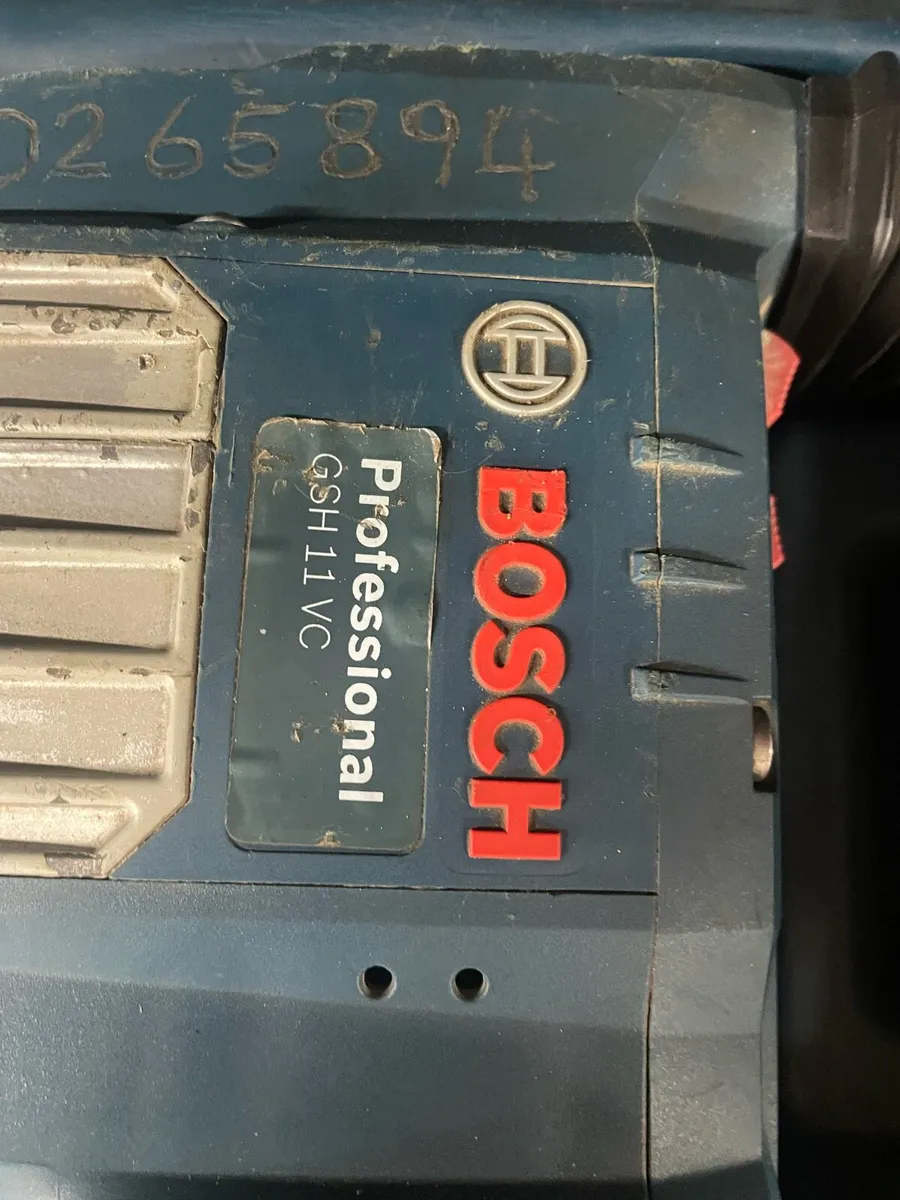 0265894
BOSCH
Professional
GSH 11 VC